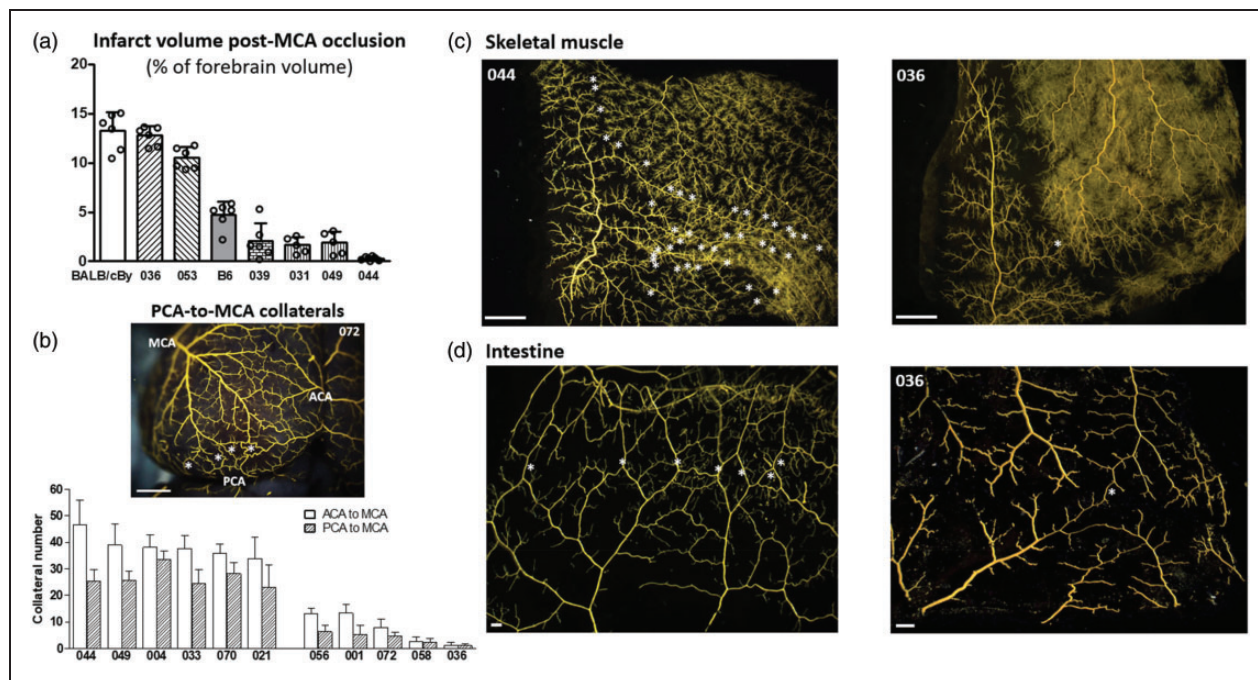 (a)
Infarct volume post-MCA occlusion
(% of forebrain volume)
20
15
10
5
0
BALB/cBy 036 053 B6 039 031 049 044
(b)
PCA-to-MCA collaterals
072
MCA
ACA
* * * *
PCA
Collateral number
60
50
40
30
20
10
0
ACA to MCA
PCA to MCA
044 049 004 033 070 021 056 001 072 058 036
(c) Skeletal muscle
044
036
(d) Intestine
036